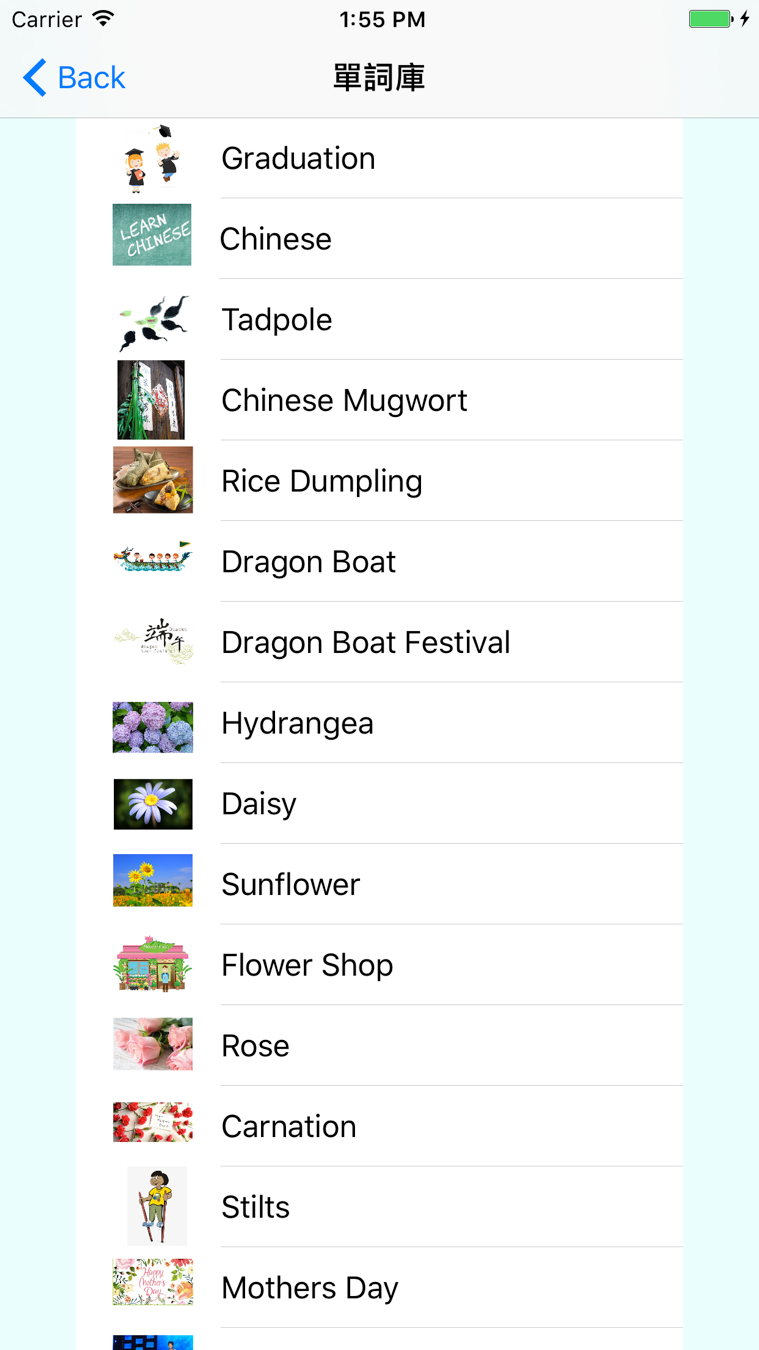 Carrier 1:55 PM
Back 單詞庫
Graduation
LEARN
CHINESE
Chinese
Tadpole
Chinese Mugwort
Rice Dumpling
Dragon Boat
端午
Dragon Boat Festival
Hydrangea
Daisy
Sunflower
Flower Shop
Rose
Carnation
Stilts
Happy
Mother's
Day
Mothers Day